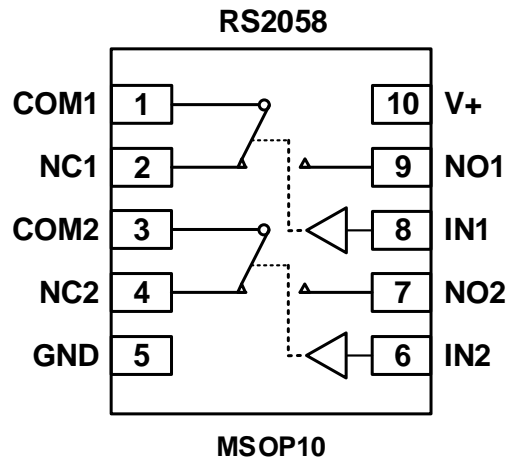 RS2058
COM1 1 10 V+
NC1 2 9 NO1
COM2 3 8 IN1
NC2 4 7 NO2
GND 5 6 IN2
MSOP10